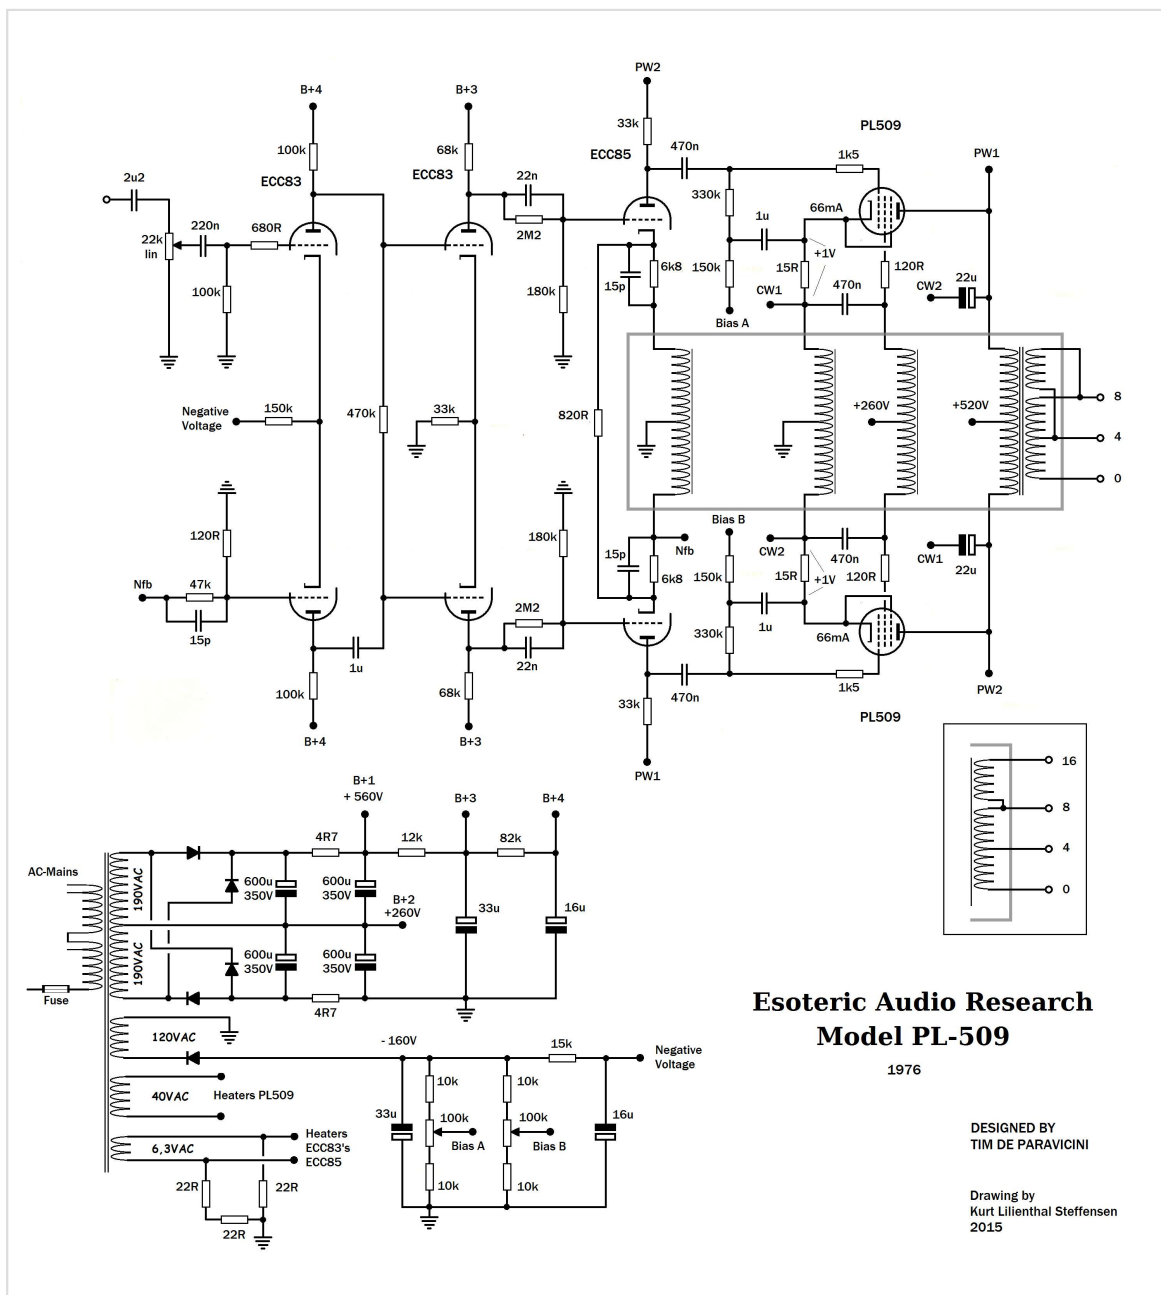 PW2
B+4
B+3
33k
470n
PL509
100k
68k
ECC85
1k5
PW1
2u2
ECC83
ECC83
22n
330k
66mA
220n
680R
2M2
1u
22k
lin
+1V
6k8
150k
15R
120R
22u
100k
180k
15p
CW1
470n
CW2
Bias A
Negative
Voltage
150k
470k
33k
820R
+260V
+520V
8
4
0
120R
180k
Bias B
Nfb
CW2
470n
CW1
15p
6k8
150k
15R
+1V
120R
22u
Nfb
47k
2M2
1u
66mA
15p
1u
22n
330k
100k
68k
33k
470n
1k5
PW2
B+4
B+3
PL509
PW1
16
8
4
0
B+1
+ 560V
B+3
B+4
4R7
12k
82k
AC-Mains
190VAC
600u
350V
600u
350V
B+2
+260V
33u
16u
190VAC
600u
350V
600u
350V
Fuse
4R7
120VAC
- 160V
15k
Negative
Voltage
40VAC
Heaters PL509
10k
10k
33u
100k
100k
16u
6,3VAC
Heaters
ECC83's
ECC85
Bias A
Bias B
22R
22R
10k
10k
22R
Esoteric Audio Research
Model PL-509
1976
DESIGNED BY
TIM DE PARAVICINI
Drawing by
Kurt Lilienthal Steffensen
2015